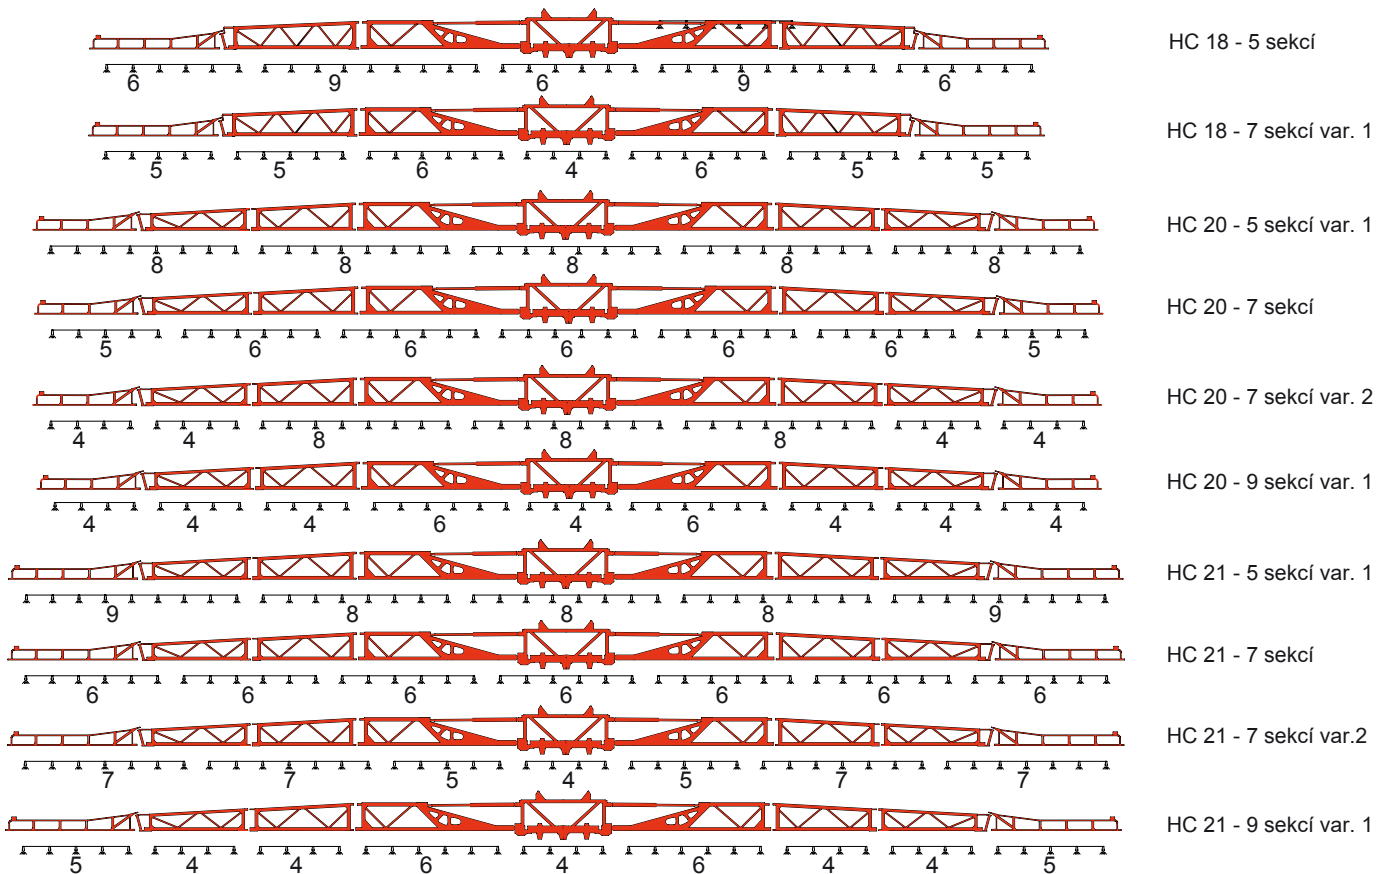 HC 18 - 5 sekcí
6 9 6 9 6
HC 18 - 7 sekcí var. 1
5 5 6 4 6 5 5
HC 20 - 5 sekcí var. 1
8 8 8 8 8
HC 20 - 7 sekcí
5 6 6 6 6 6 5
HC 20 - 7 sekcí var. 2
4 4 8 8 8 4 4
HC 20 - 9 sekcí var. 1
4 4 4 6 4 6 4 4 4
HC 21 - 5 sekcí var. 1
9 8 8 8 9
HC 21 - 7 sekcí
6 6 6 6 6 6 6
HC 21 - 7 sekcí var.2
7 7 5 4 5 7 7
HC 21 - 9 sekcí var. 1
5 4 4 6 4 6 4 4 5